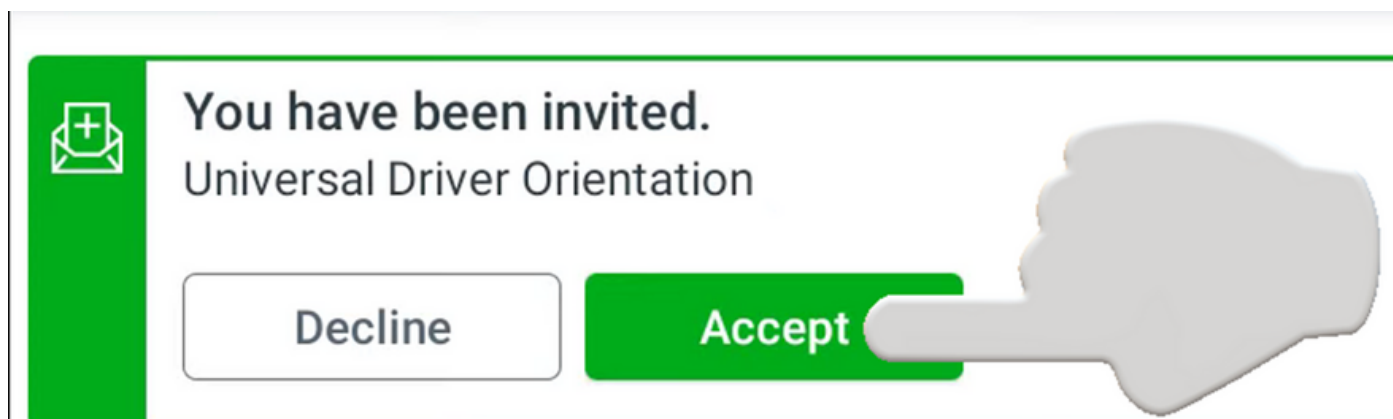 You have been invited.
Universal Driver Orientation
Decline
Accept